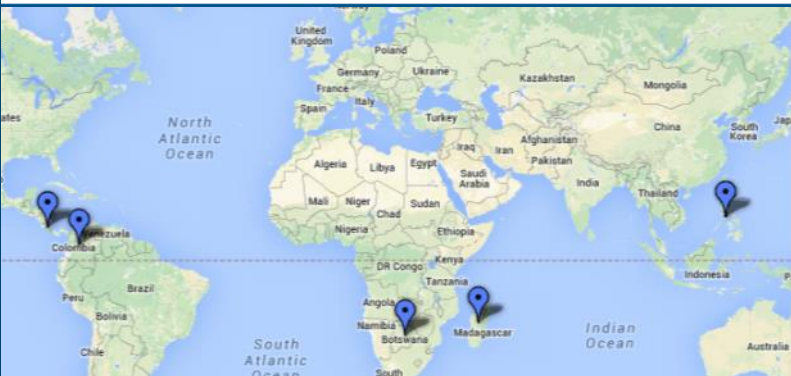 United
Kingdom
Poland
Germany
Ukraine
France
Italy
Spain
Turkey
Kazakhstan
Mongolia
North
Atlantic
Ocean
ates
China
South
Korea
Afghanistan
Iraq
Iran
Pakistan
Algeria
Libya
Egypt
Saudi
Arabia
India
Thailand
Mali
Niger
Chad
Sudan
Nigeria
Ethiopia
Colombia
DR Congo
Kenya
Tanzania
Indonesia
Peru
Brazil
Bolivia
Angola
Namibia
Botswana
Madagascar
Indian
Ocean
Australia
Chile
South
Atlantic
South